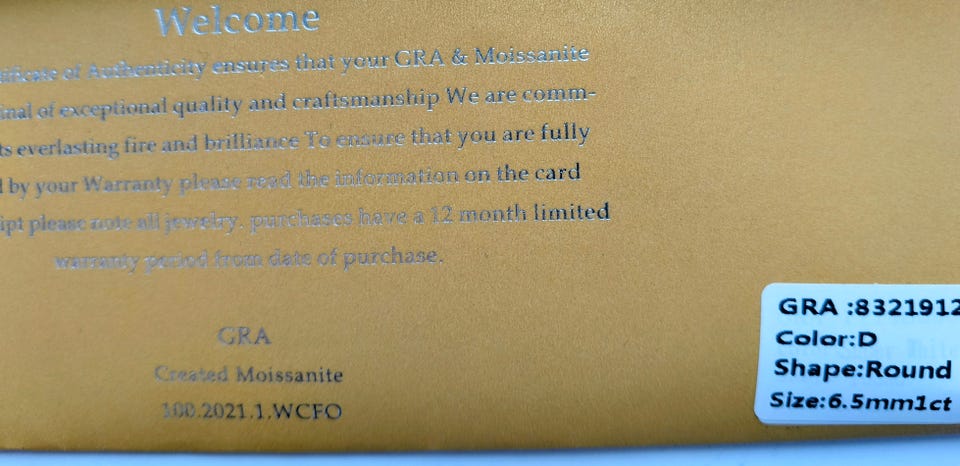 Welcome
ificate of Authenticity ensures that your GRA & Moissanite
inal of exceptional quality and craftsmanship We are comm-
ts everlasting fire and brilliance To ensure that you are fully
d by your Warranty please read the information on the card
ipt please note all jewelry. purchases have a 12 month limited
warranty period from date of purchase.
GRA
Created Moissanite
100.2021.1.WCFO
GRA :8321912
Color:D
Shape:Round
Size:6.5mm1ct